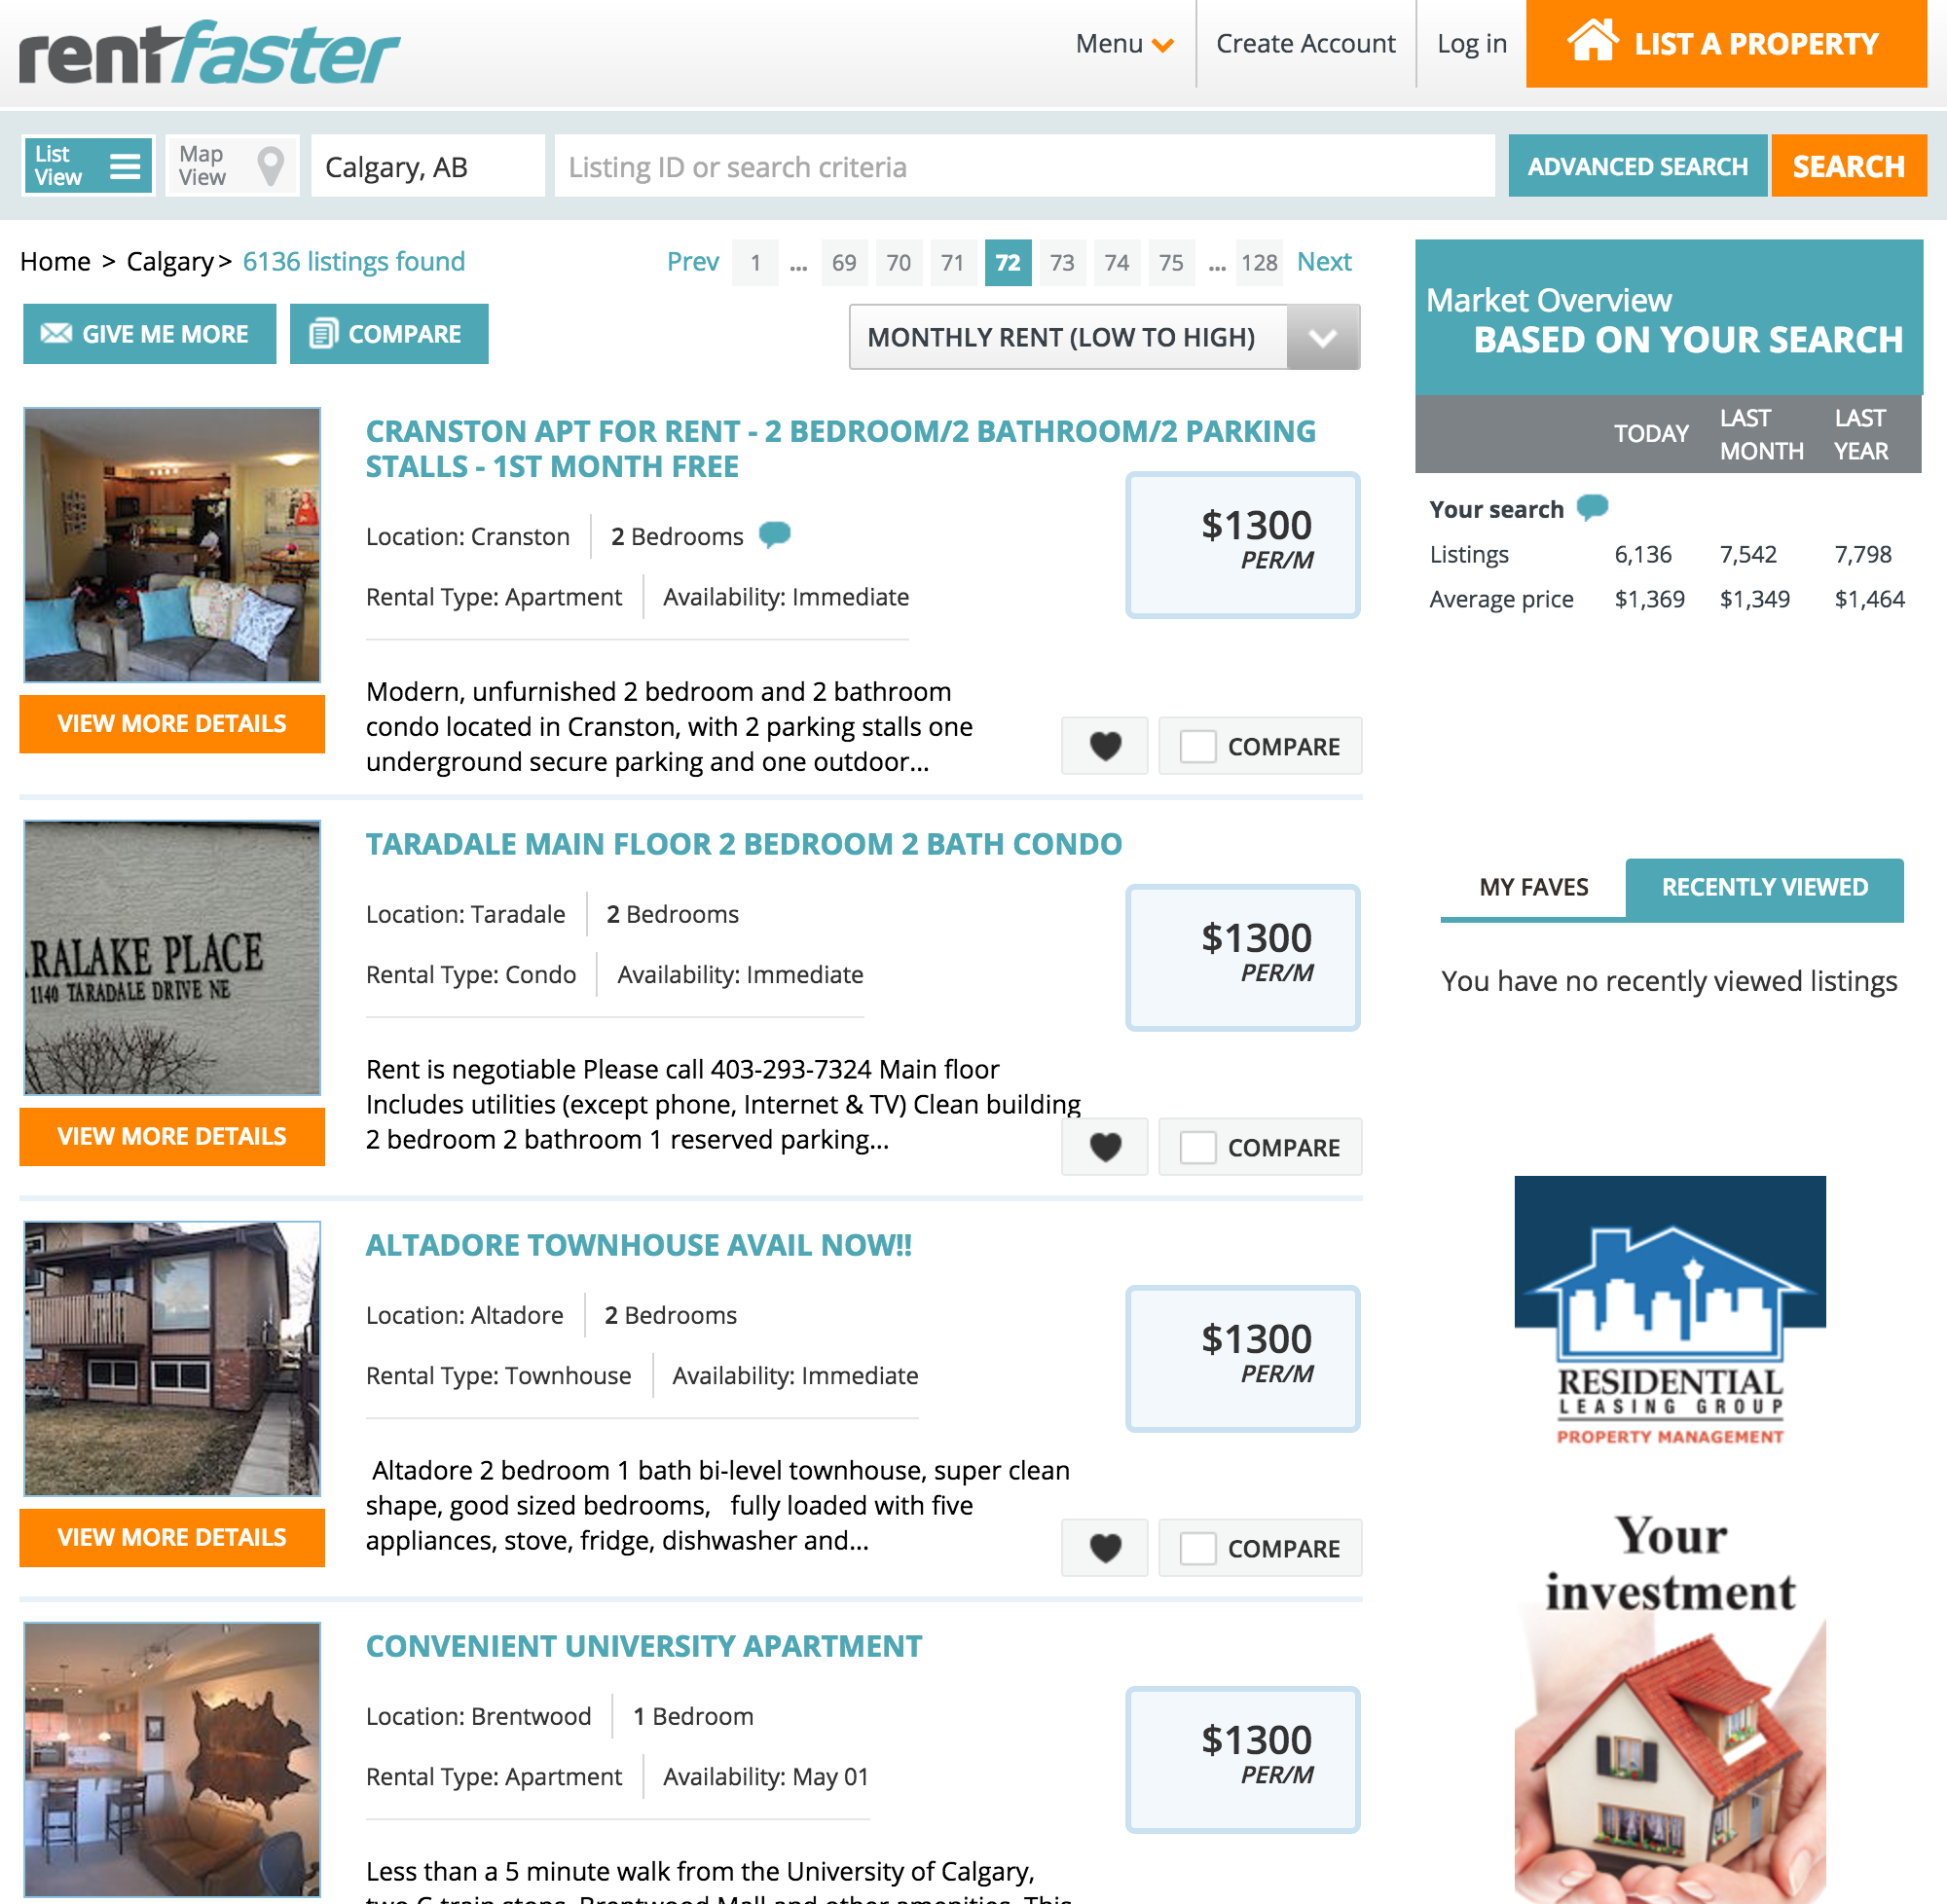 rentfaster
Menu
Create Account
Log in
LIST A PROPERTY
List
View
Map
View
Calgary, AB
Listing ID or search criteria
ADVANCED SEARCH
SEARCH
Home > Calgary > 6136 listings found
Prev 1 ... 69 70 71 72 73 74 75 ... 128 Next
GIVE ME MORE
COMPARE
MONTHLY RENT (LOW TO HIGH)
CRANSTON APT FOR RENT - 2 BEDROOM/2 BATHROOM/2 PARKING
STALLS - 1ST MONTH FREE
Location: Cranston 2 Bedrooms
Rental Type: Apartment Availability: Immediate
$1300
PER/M
Modern, unfurnished 2 bedroom and 2 bathroom
condo located in Cranston, with 2 parking stalls one
underground secure parking and one outdoor...
VIEW MORE DETAILS
COMPARE
RALAKE PLACE
1140 TARADALE DRIVE NE
TARADALE MAIN FLOOR 2 BEDROOM 2 BATH CONDO
Location: Taradale 2 Bedrooms
Rental Type: Condo Availability: Immediate
$1300
PER/M
Rent is negotiable Please call 403-293-7324 Main floor
Includes utilities (except phone, Internet & TV) Clean building
2 bedroom 2 bathroom 1 reserved parking...
VIEW MORE DETAILS
COMPARE
ALTADORE TOWNHOUSE AVAIL NOW!!
Location: Altadore 2 Bedrooms
Rental Type: Townhouse Availability: Immediate
$1300
PER/M
Altadore 2 bedroom 1 bath bi-level townhouse, super clean
shape, good sized bedrooms, fully loaded with five
appliances, stove, fridge, dishwasher and...
VIEW MORE DETAILS
COMPARE
CONVENIENT UNIVERSITY APARTMENT
Location: Brentwood 1 Bedroom
Rental Type: Apartment Availability: May 01
$1300
PER/M
Less than a 5 minute walk from the University of Calgary,
two C train stops, Brentwood Mall and other amenities. This
Market Overview
BASED ON YOUR SEARCH
TODAY LAST MONTH LAST YEAR
Your search
Listings 6,136 7,542 7,798
Average price $1,369 $1,349 $1,464
MY FAVES
RECENTLY VIEWED
You have no recently viewed listings
RESIDENTIAL
LEASING GROUP
PROPERTY MANAGEMENT
Your
investment